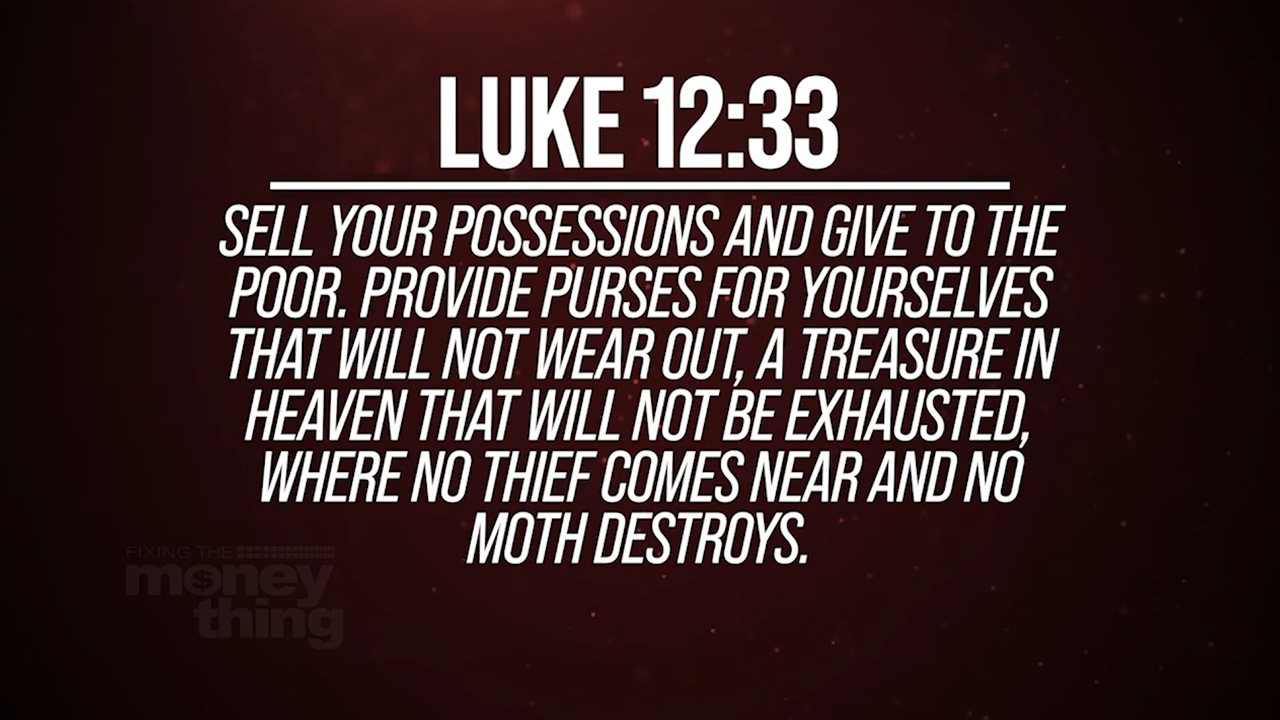 LUKE 12:33
SELL YOUR POSSESSIONS AND GIVE TO THE
POOR. PROVIDE PURSES FOR YOURSELVES
THAT WILL NOT WEAR OUT, A TREASURE IN
HEAVEN THAT WILL NOT BE EXHAUSTED,
WHERE NO THIEF COMES NEAR AND NO
MOTH DESTROYS.
FIXING THE
money
thing